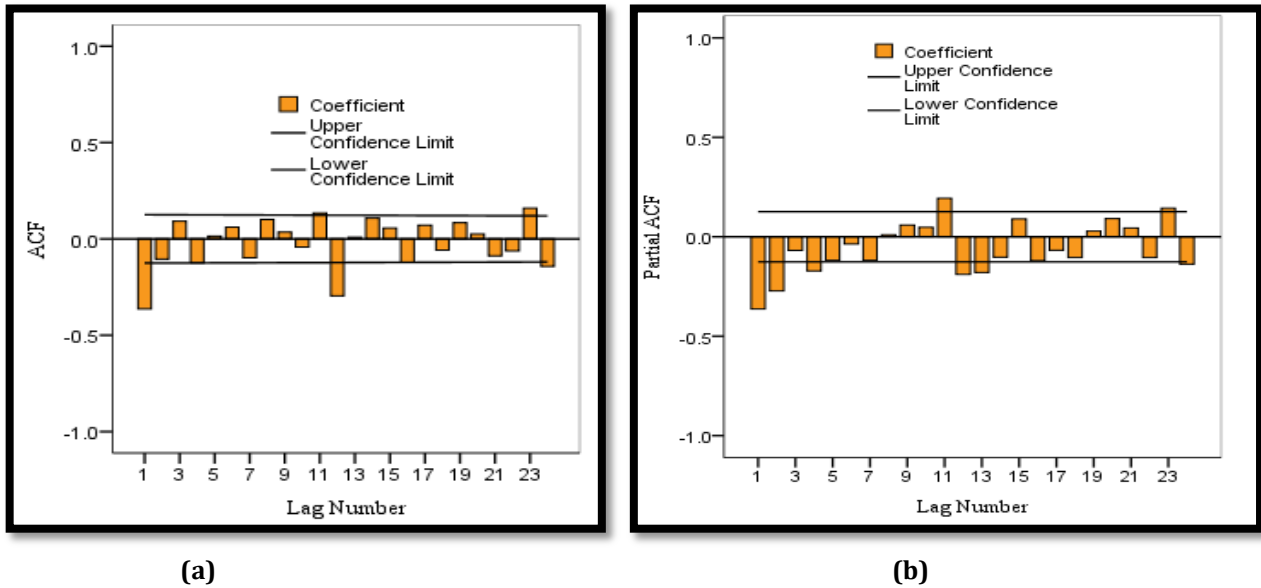 1.0
0.5
0.0
-0.5
-1.0
ACF
Coefficient
Upper
Confidence Limit
Lower
Confidence Limit
1 3 5 7 9 11 13 15 17 19 21 23
Lag Number
(a)
1.0
0.5
0.0
-0.5
-1.0
Partial ACF
Coefficient
Upper Confidence
Limit
Lower Confidence
Limit
1 3 5 7 9 11 13 15 17 19 21 23
Lag Number
(b)